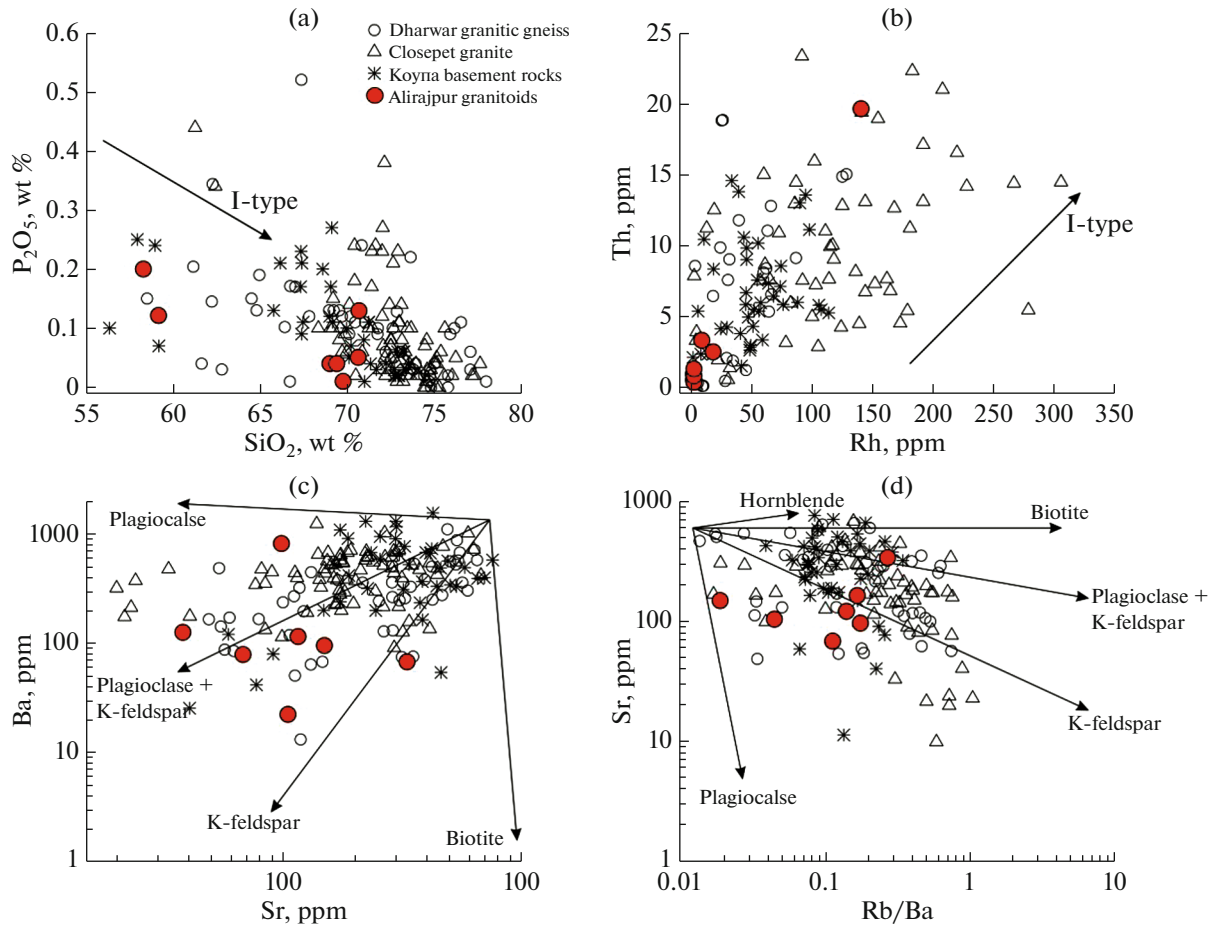 (a)
0.6
0.5
0.4
0.3
0.2
0.1
0
P₂O₅, wt %
Dharwar granitic gneiss
Closepet granite
Коупа basement rocks
Alirajpur granitoids
I-type
55 60 65 70 75 80
SiO₂, wt %
(b)
25
20
15
10
5
0
Th, ppm
I-type
0 50 100 150 200 250 300 350
Rh, ppm
(c)
1000
100
10
1
Ba, ppm
Plagiocalse
Plagioclase +
K-feldspar
K-feldspar
Biotite
100 100
Sr, ppm
(d)
1000
100
10
1
Sr, ppm
Hornblende
Biotite
Plagioclase +
K-feldspar
K-feldspar
Plagiocalse
0.01 0.1 1 10
Rb/Ba